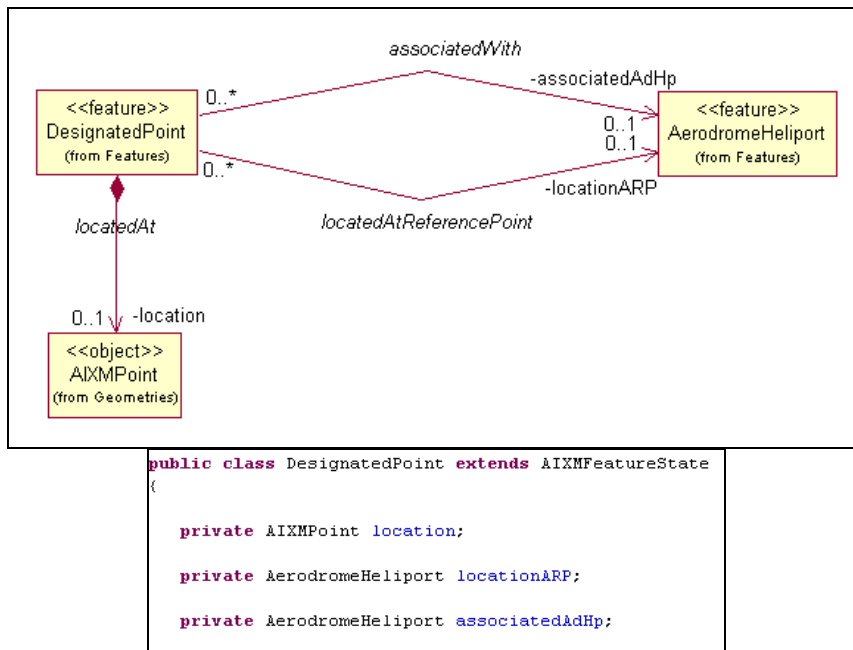 associatedWith
-associatedAdHp
0..*
<<feature>>
DesignatedPoint
(from Features)
<<feature>>
AerodromeHeliport
(from Features)
0..1
0..1
0..*
-locationARP
locatedAt
locatedAtReferencePoint
0..1
-location
<<object>>
AIXMPoint
(from Geometries)
public class DesignatedPoint extends AIXMFeatureState
{
private AIXMPoint location;
private AerodromeHeliport locationARP;
private AerodromeHeliport associatedAdHp;